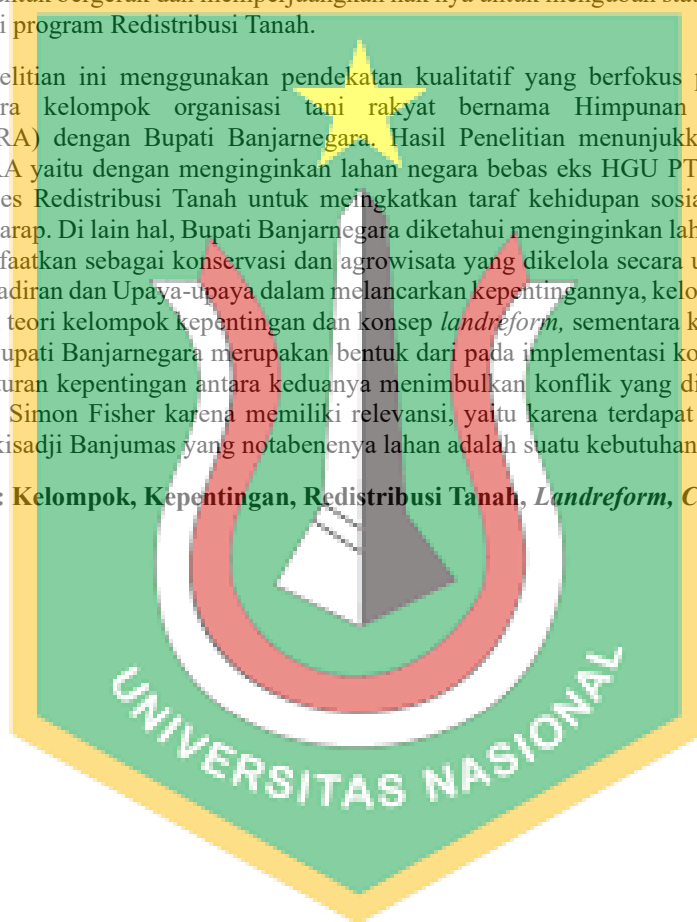 bergerak dan memperjuangkan hak nya untuk mengubah
i program Redistribusi Tanah.
elitian ini menggunakan pendekatan kualitatif yang berfokus p
ra kelompok organisasi tani rakyat bernama Himpunan
RA) dengan Bupati Banjarnegara. Hasil Penelitian menunjukk
RA yaitu dengan menginginkan lahan negara bebas eks HGU PT
es Redistribusi Tanah untuk meingkatkan taraf kehidupan sosia
arap. Di lain hal, Bupati Banjarnegara diketahui menginginkan lah
faatkan sebagai konservasi dan agrowisata yang dikelola secara u
adiran dan Upaya-upaya dalam melancarkan kepentingannya, kelo
teori kelompok kepentingan dan konsep landreform, sementara k
Bupati Banjarnegara merupakan bentuk dari pada implementasi ko
turan kepentingan antara keduanya menimbulkan konflik yang di
Simon Fisher karena memiliki relevansi, yaitu karena terdapat
kisadji Banjumas yang notabenenya lahan adalah suatu kebutuhan
: Kelompok, Kepentingan, Redistribusi Tanah, Landreform, C
UNIVERSITAS NASIONAL